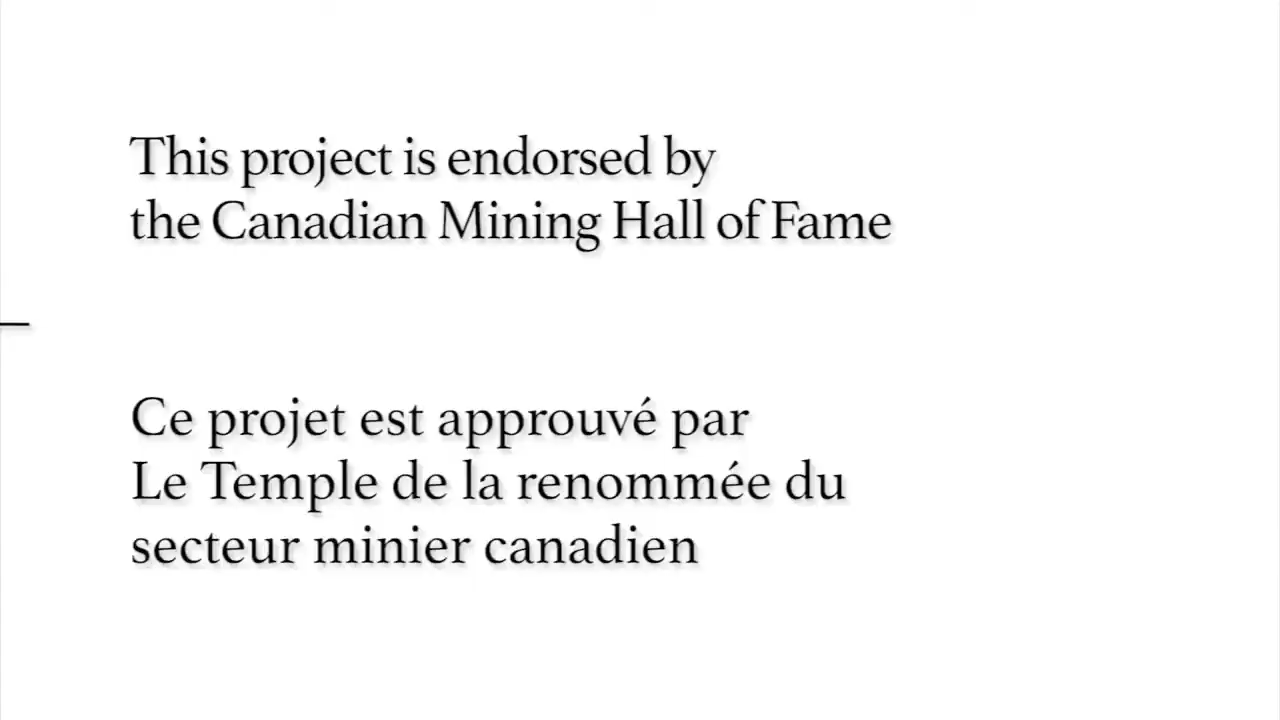 This project is endorsed by
the Canadian Mining Hall of Fame
Ce projet est approuvé par
Le Temple de la renommée du
secteur minier canadien